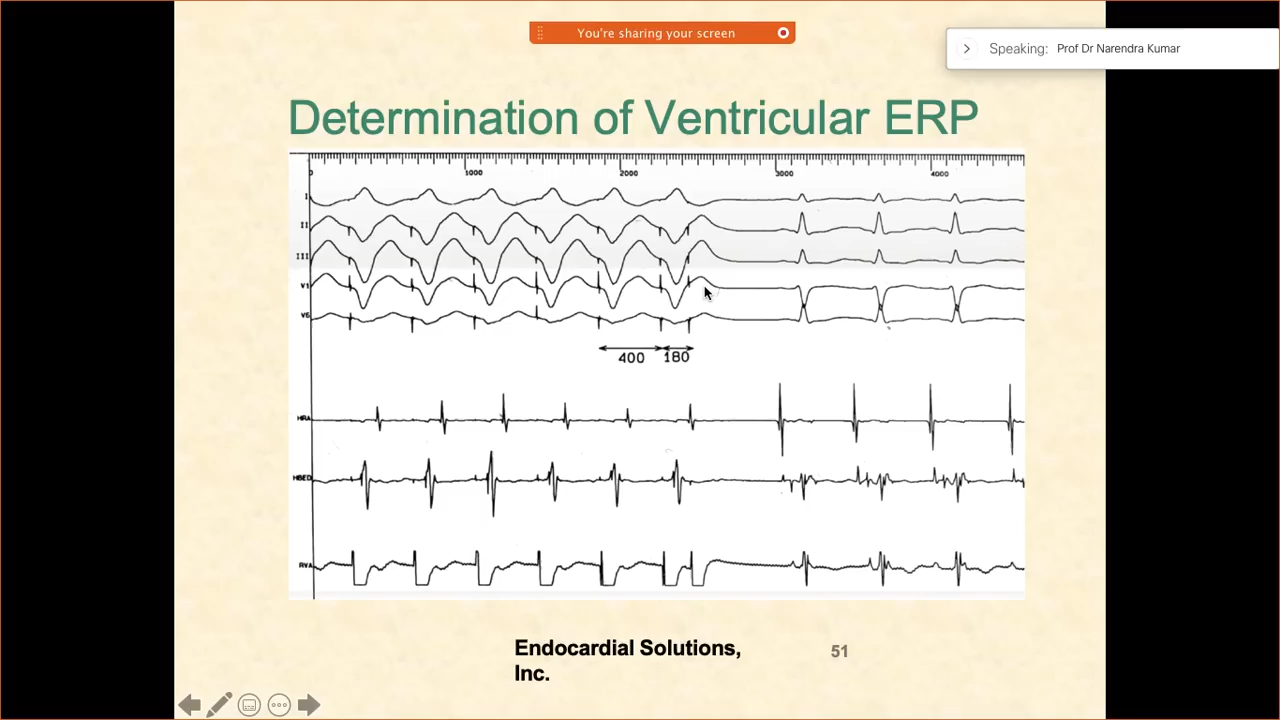 You're sharing your screen
Speaking: Prof Dr Narendra Kumar
Determination of Ventricular ERP
0 1000 2000 3000 4000
I
II
III
V1
V6
400 180
HRA
HBED
RVA
Endocardial Solutions,
Inc.
51